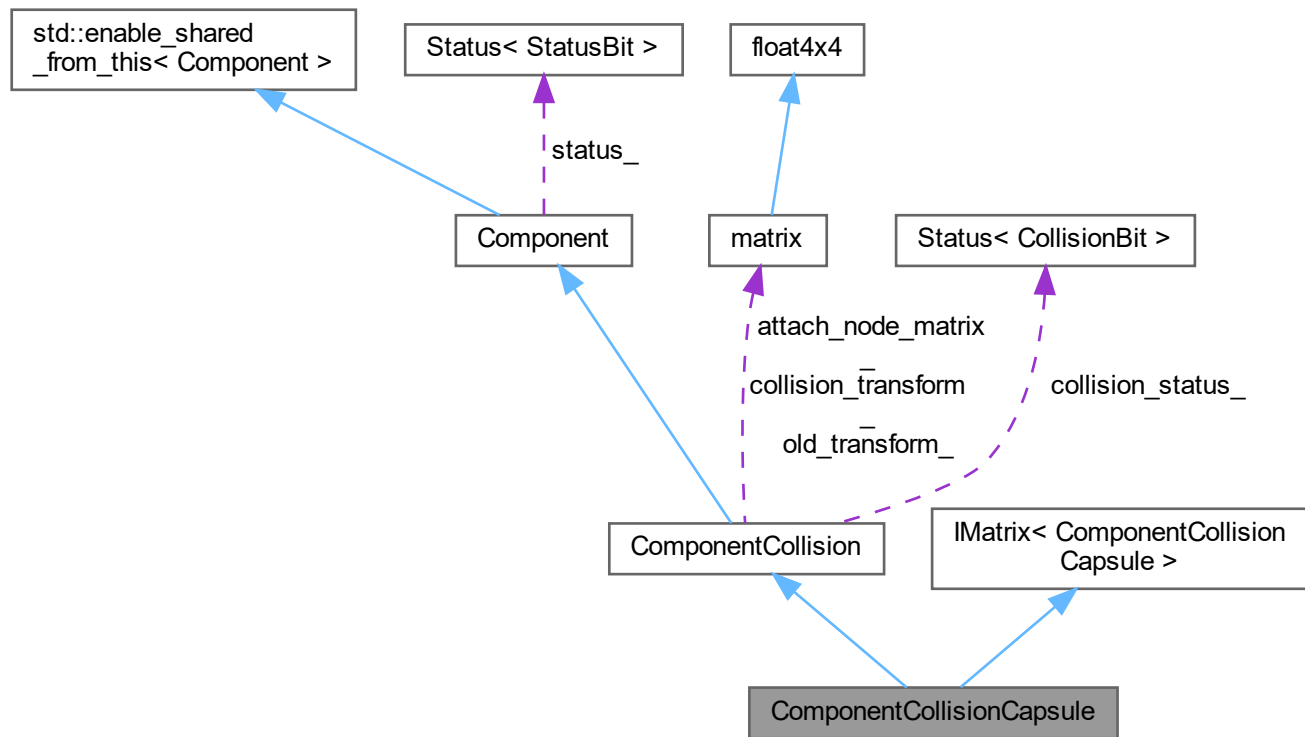 std::enable_shared
_from_this< Component >
Status< StatusBit >
float4x4
status_
Component
matrix
Status< CollisionBit >
attach_node_matrix
_
collision_transform
_
old_transform_
collision_status_
ComponentCollision
IMatrix< ComponentCollision
Capsule >
ComponentCollisionCapsule